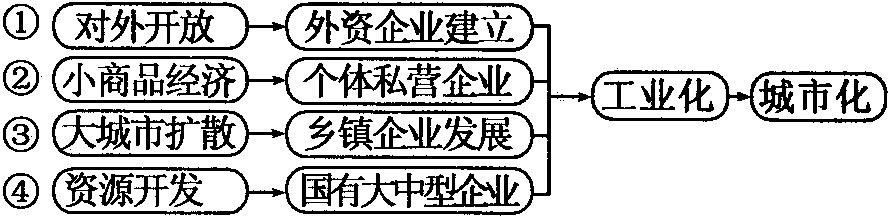 ① 对外开放 外资企业建立
② 小商品经济 个体私营企业
③ 大城市扩散 乡镇企业发展
④ 资源开发 国有大中型企业
工业化 城市化